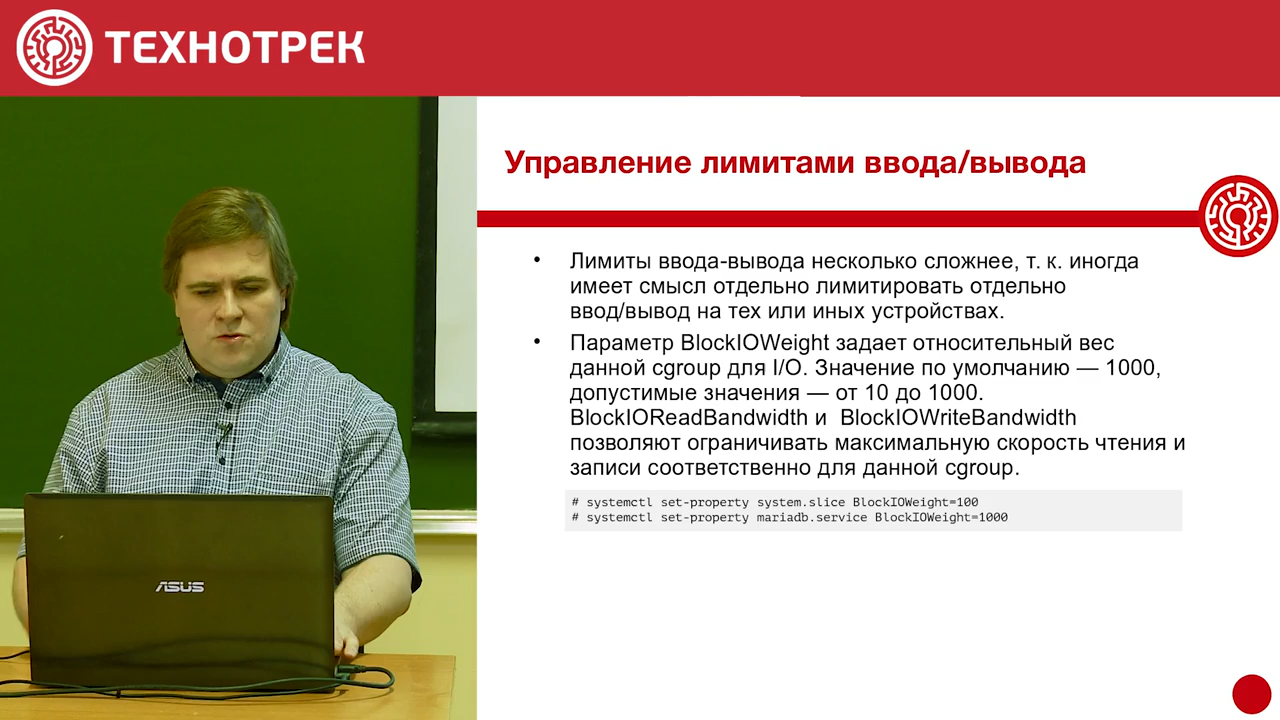 ТЕХНОТРЕК
Управление лимитами ввода/вывода
• Лимиты ввода-вывода несколько сложнее, т. к. иногда
имеет смысл отдельно лимитировать отдельно
ввод/вывод на тех или иных устройствах.
• Параметр BlockIOWeight задает относительный вес
данной cgroup для I/O. Значение по умолчанию — 1000,
допустимые значения — от 10 до 1000.
BlockIOReadBandwidth и BlockIOWriteBandwidth
позволяют ограничивать максимальную скорость чтения и
записи соответственно для данной cgroup.
# systemctl set-property system.slice BlockIOWeight=100
# systemctl set-property mariadb.service BlockIOWeight=1000
ASUS